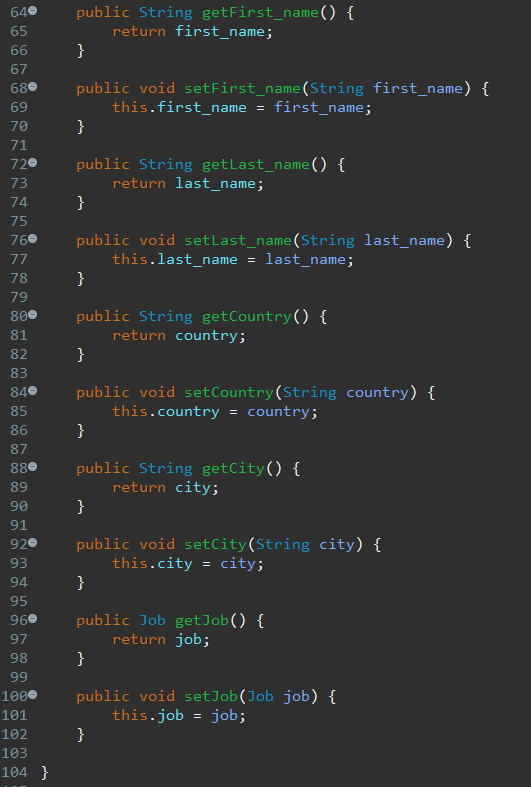 64 public String getFirst_name() {
65 return first_name;
66 }
67
68 public void setFirst_name(String first_name) {
69 this.first_name = first_name;
70 }
71
72 public String getLast_name() {
73 return last_name;
74 }
75
76 public void setLast_name(String last_name) {
77 this.last_name = last_name;
78 }
79
80 public String getCountry() {
81 return country;
82 }
83
84 public void setCountry(String country) {
85 this.country = country;
86 }
87
88 public String getCity() {
89 return city;
90 }
91
92 public void setCity(String city) {
93 this.city = city;
94 }
95
96 public Job getJob() {
97 return job;
98 }
99
100 public void setJob(Job job) {
101 this.job = job;
102 }
103
104 }